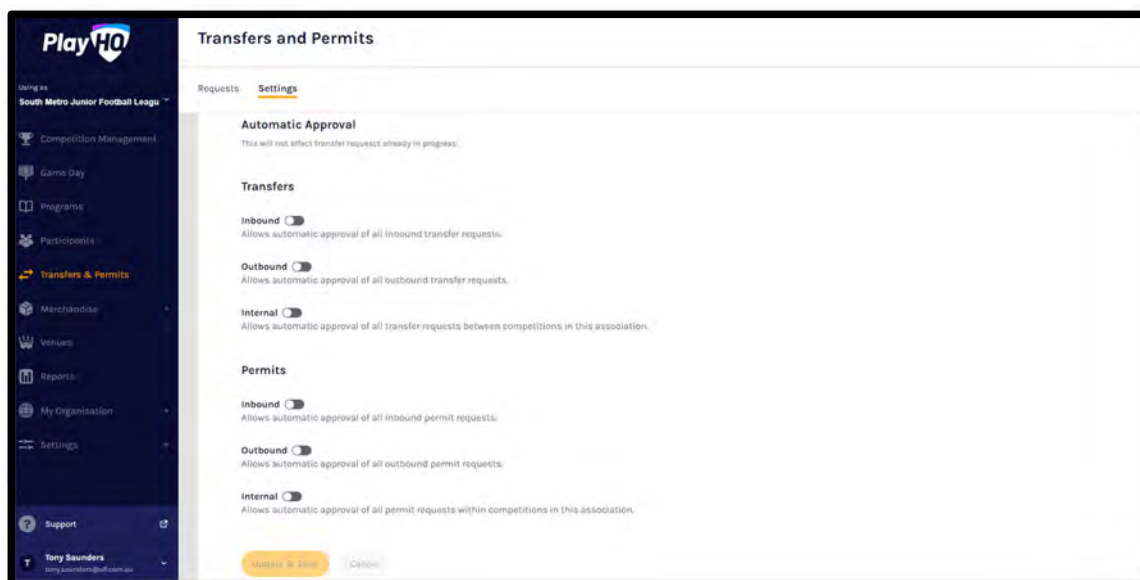 PlayHQ
Transfers and Permits
Using as
South Metro Junior Football Leagu
Requests Settings
Competition Management
Game Day
Programs
Participants
Transfers & Permits
Merchandise +
Venues
Reports
My Organisation +
Settings +
? Support
T Tony Saunders
Automatic Approval
This will not affect transfer requests already in progress.
Transfers
Inbound
Allows automatic approval of all inbound transfer requests.
Outbound
Allows automatic approval of all outbound transfer requests.
Internal
Allows automatic approval of all transfer requests between competitions in this association.
Permits
Inbound
Allows automatic approval of all inbound permit requests.
Outbound
Allows automatic approval of all outbound permit requests.
Internal
Allows automatic approval of all permit requests within competitions in this association.
Update & Save Cancel